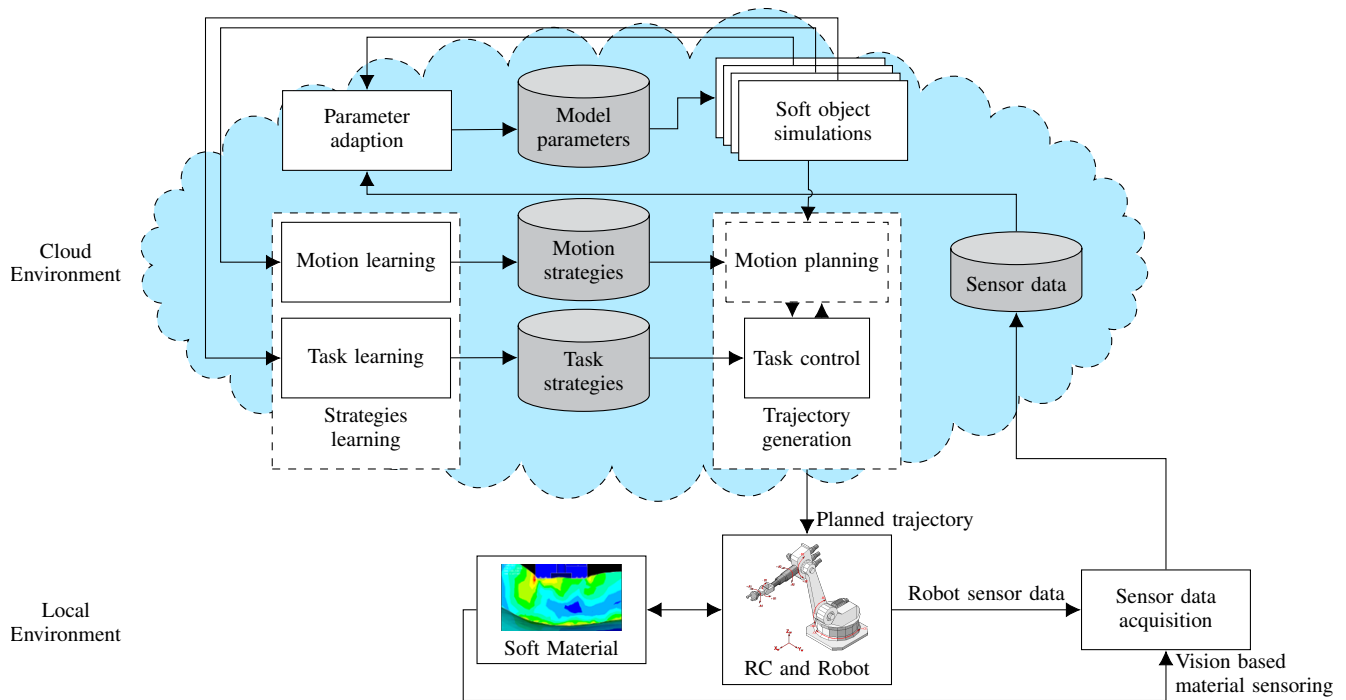 Parameter
adaption
Model
parameters
Soft object
simulations
Cloud
Environment
Motion learning
Motion
strategies
Motion planning
Sensor data
Task learning
Task
strategies
Task control
Strategies
learning
Trajectory
generation
Planned trajectory
Local
Environment
Soft Material
RC and Robot
Robot sensor data
Sensor data
acquisition
Vision based
material sensoring